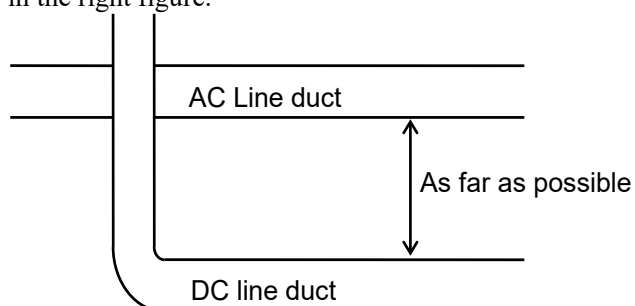 in the right figure.
AC Line duct
As far as possible
DC line duct